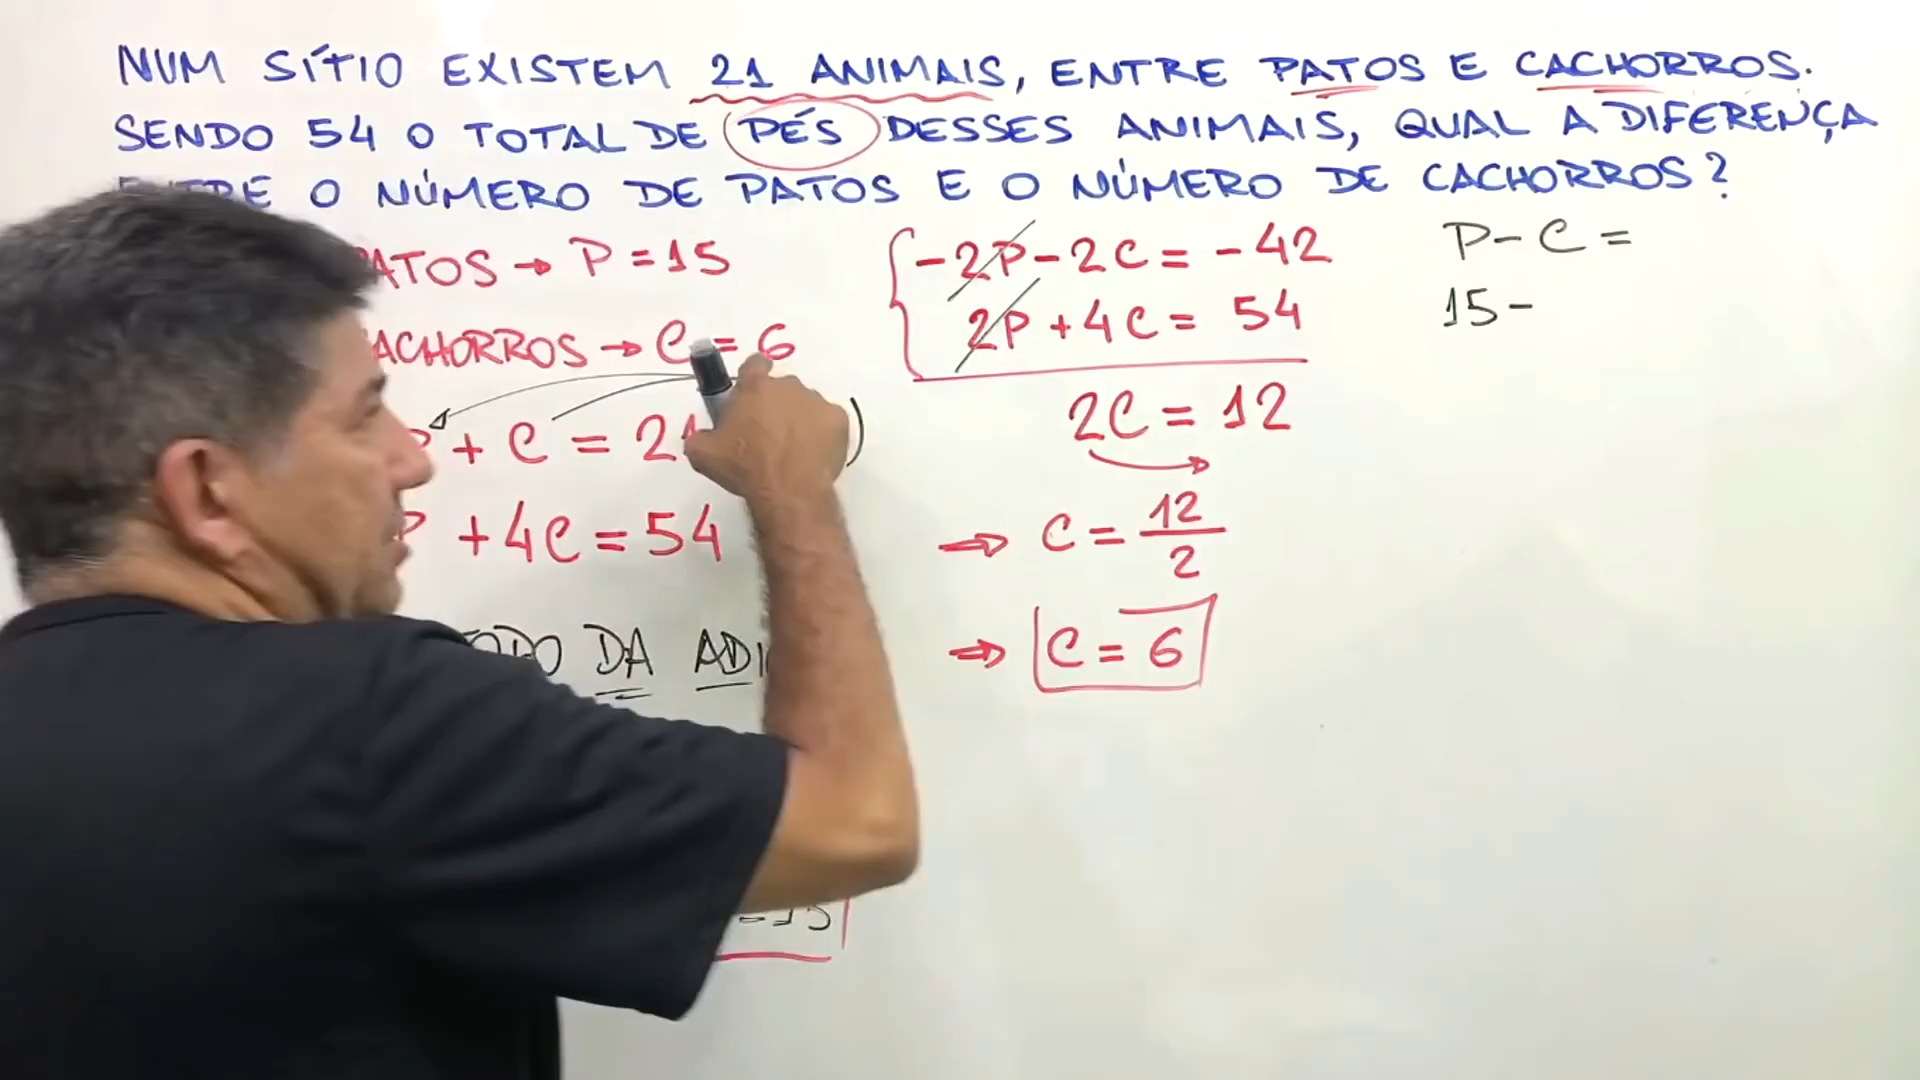 NUM SÍTIO EXISTEM 21 ANIMAIS, ENTRE PATOS E CACHORROS.
SENDO 54 O TOTAL DE PÉS DESSES ANIMAIS, QUAL A DIFERENÇA
O NÚMERO DE PATOS E O NÚMERO DE CACHORROS?
ATOS → P = 15
ACHORROS → C = 6
P + C = 21
P + 4C = 54
DA
= 15
-2P - 2C = -42
2P + 4C = 54
2C = 12
⇒ C = 12/2
⇒ C = 6
P - C =
15 -